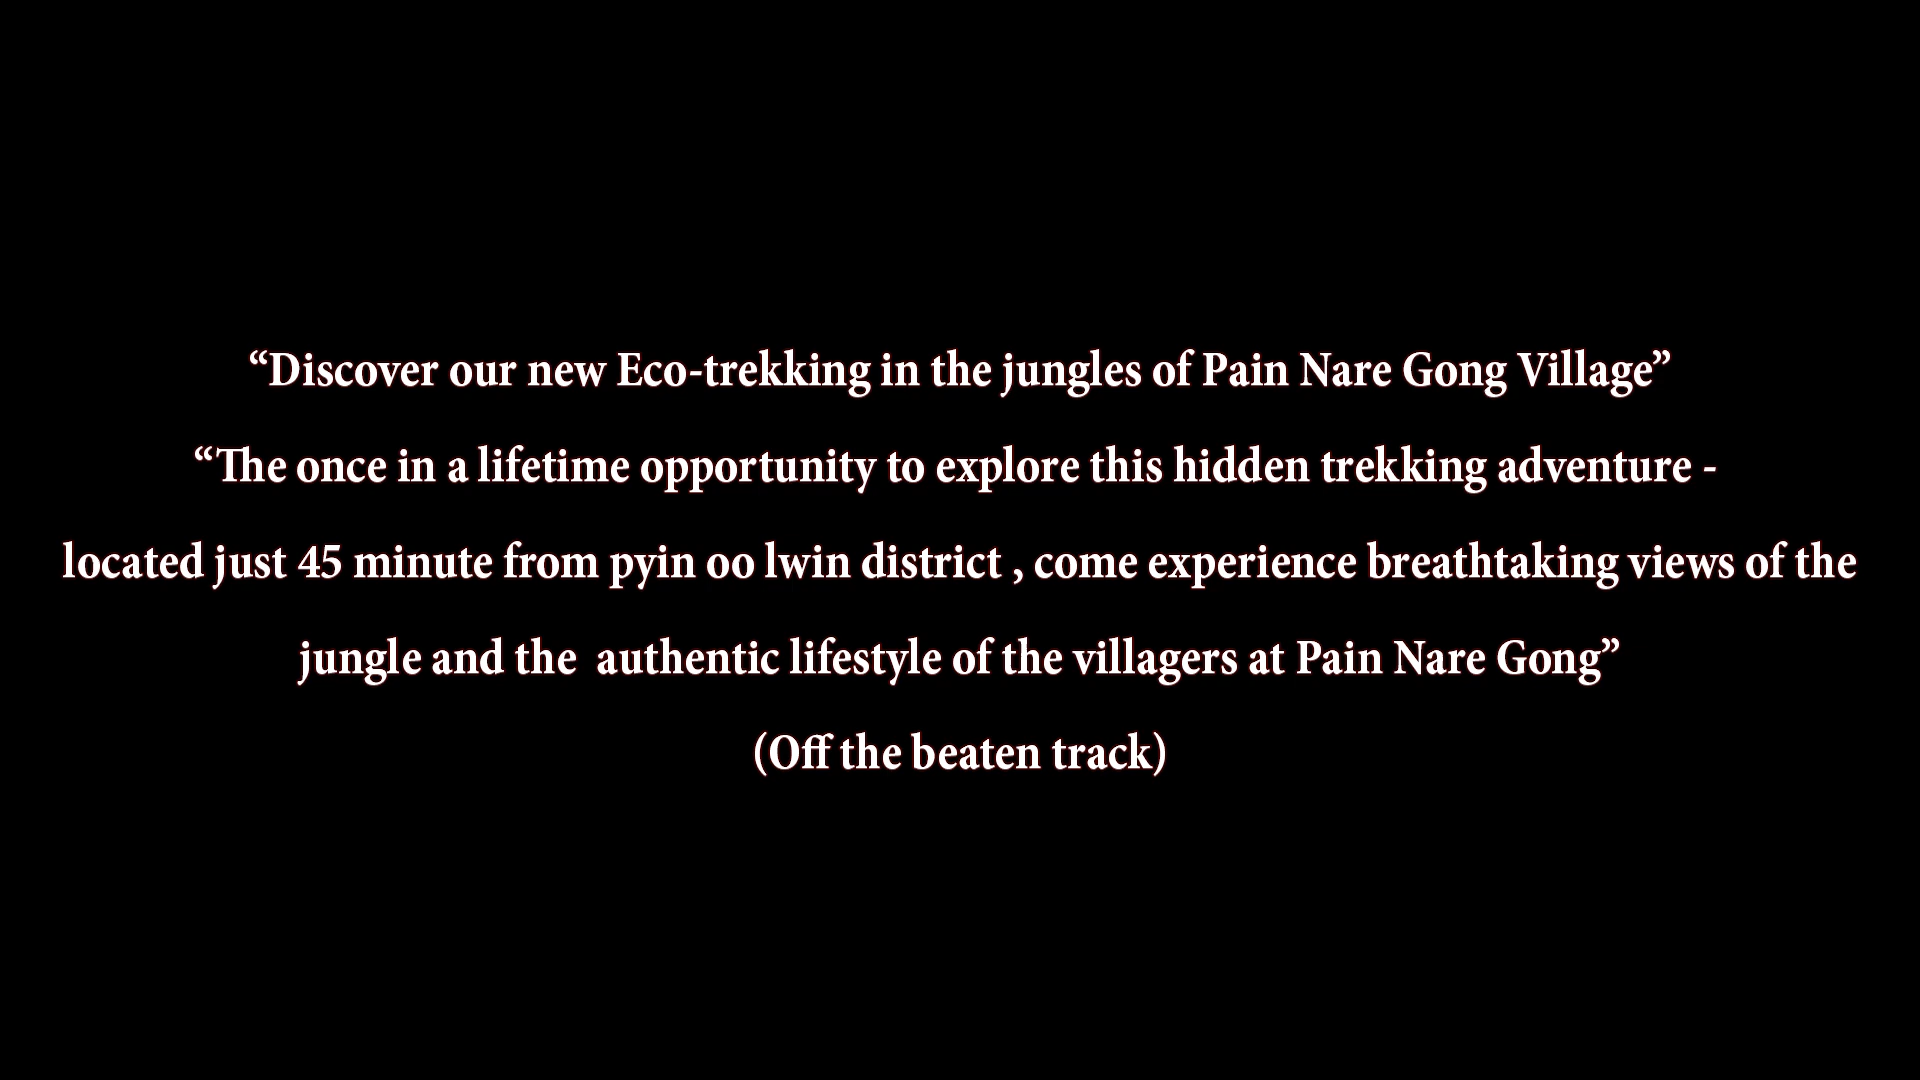 “Discover our new Eco-trekking in the jungles of Pain Nare Gong Village”
“The once in a lifetime opportunity to explore this hidden trekking adventure -
located just 45 minute from pyin oo lwin district , come experience breathtaking views of the
jungle and the  authentic lifestyle of the villagers at Pain Nare Gong”
(Off the beaten track)